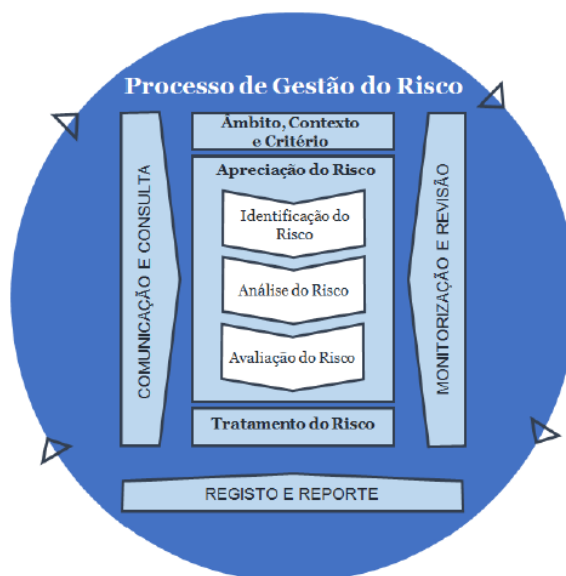 Processo de Gestão do Risco
Âmbito, Contexto
e Critério
Apreciação do Risco
Identificação do
Risco
Análise do Risco
Avaliação do Risco
Tratamento do Risco
COMUNICAÇÃO E CONSULTA
MONITORIZAÇÃO E REVISÃO
REGISTO E REPORTE